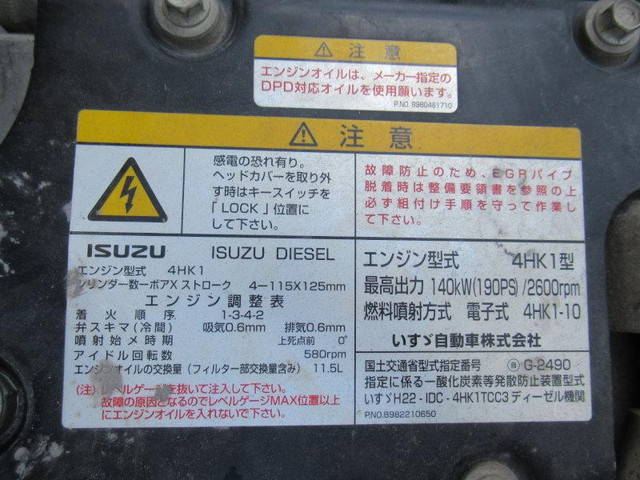 ⚠ 注意
エンジンオイルは、メーカー指定の
DPD対応オイルを使用願います。
P.NO. 8980461710
⚠ 注意
感電の恐れ有り。
ヘッドカバーを取り外
す時はキースイッチを
「LOCK」位置に
して下さい。
故障防止のため、EGRパイプ
脱着時は整備要領書を参照の上
必ず組付け手順を守って作業し
て下さい。
ISUZU ISUZU DIESEL
エンジン型式 4HK1
シリンダー数ーボアXストローク 4-115X125mm
エンジン調整表
着火順序 1-3-4-2
弁スキマ(冷間) 吸気0.6mm 排気0.6mm
噴射始メ時期 上死点前 0°
アイドル回転数 580rpm
エンジンオイルの交換量(フィルター部交換量含み) 11.5L
(注)レベルゲージを抜いて注入して下さい。
故障の原因となるのでレベルゲージMAX位置以上
にエンジンオイルを入れないで下さい。
エンジン型式 4HK1型
最高出力 140kW(190PS)/2600rpm
燃料噴射方式 電子式 4HK1-10
いすゞ自動車株式会社
国土交通省型式指定番号 G-2490
指定に係る一酸化炭素等発散防止装置型式
いすゞH22-IDC-4HK1TCC3ディーゼル機関
P.NO.8982210650